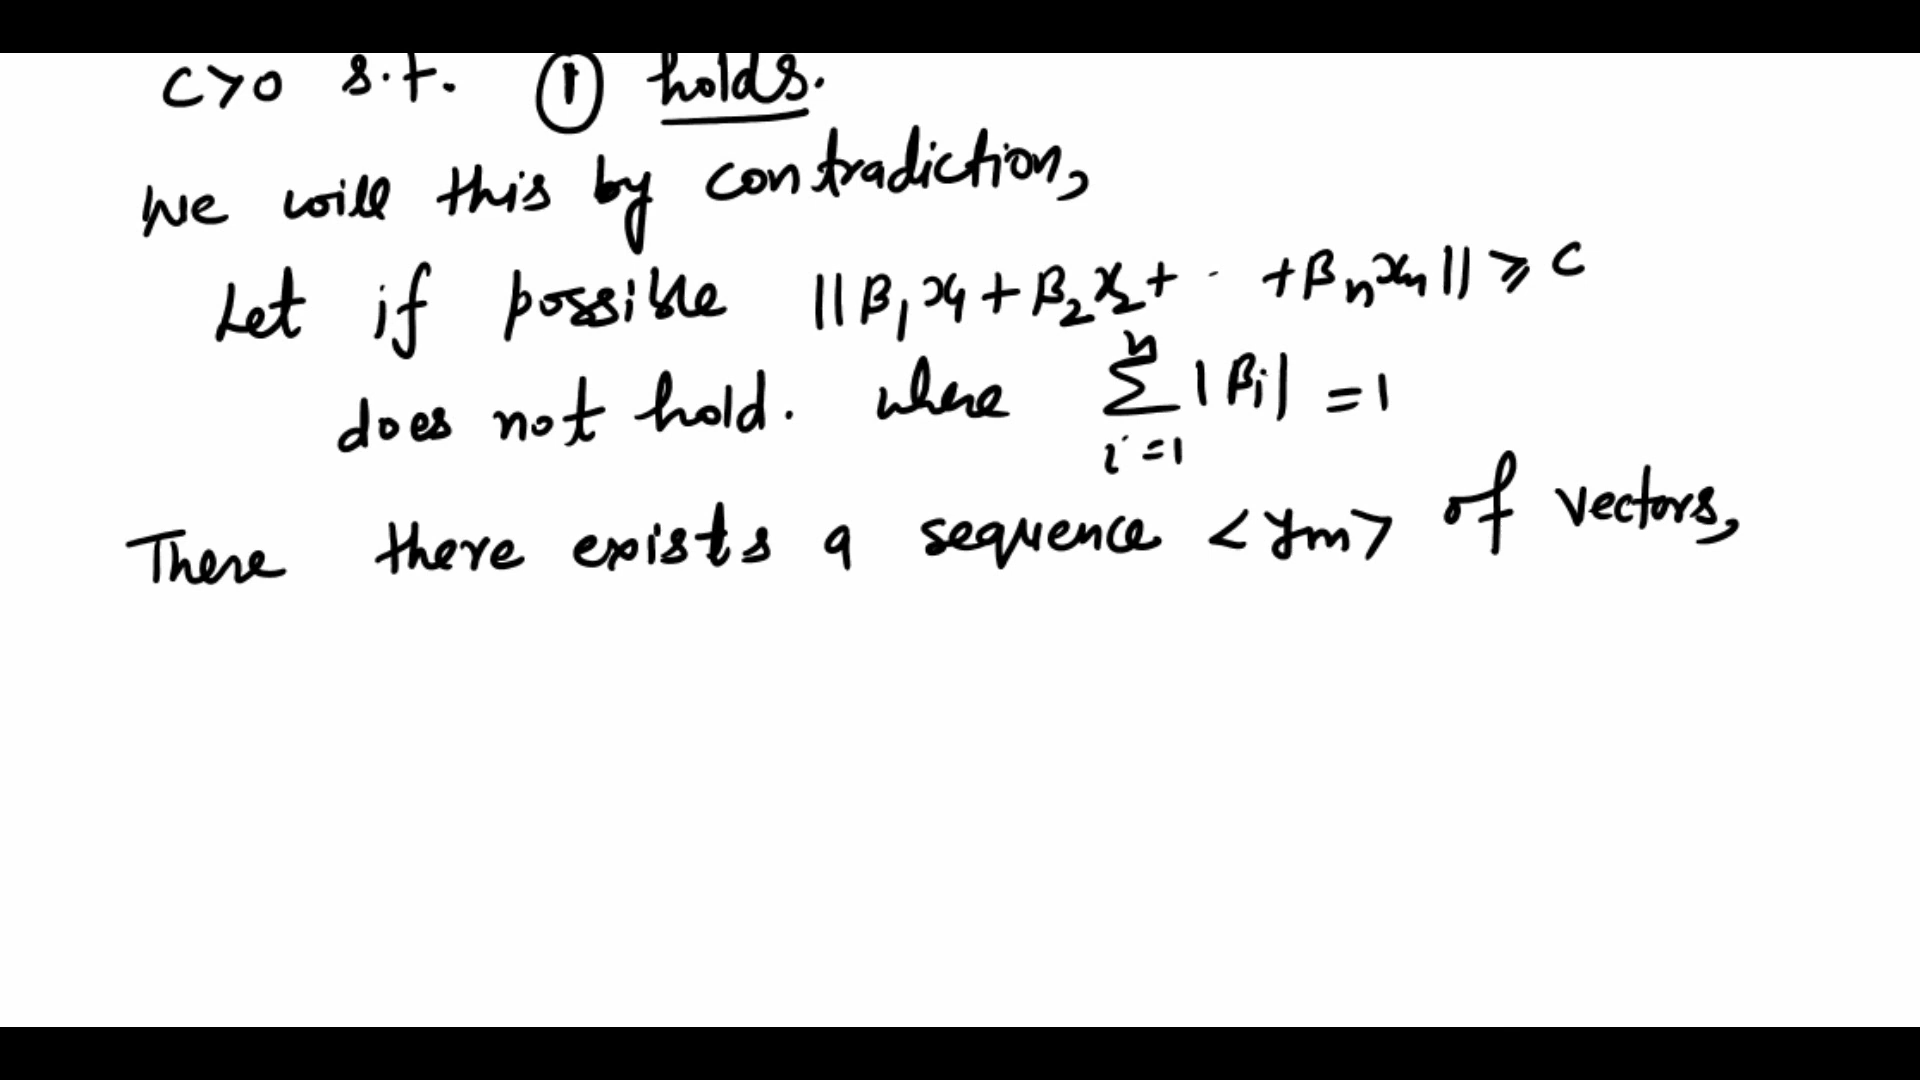 C>0 s.t. ① holds.
We will this by contradiction,
Let if possible ||β₁x₁+β₂x₂+ · · +βₙxₙ|| ≥ c
does not hold. where ∑ᵢ₌₁ⁿ |βi| = 1
There there exists a sequence <ym> of vectors,